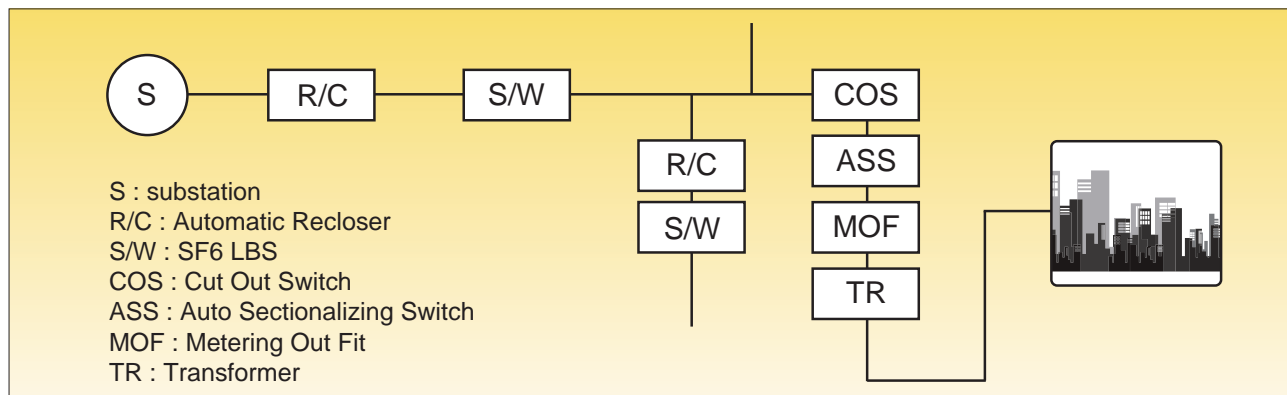 S
R/C
S/W
COS
R/C
ASS
S/W
MOF
TR
S : substation
R/C : Automatic Recloser
S/W : SF6 LBS
COS : Cut Out Switch
ASS : Auto Sectionalizing Switch
MOF : Metering Out Fit
TR : Transformer